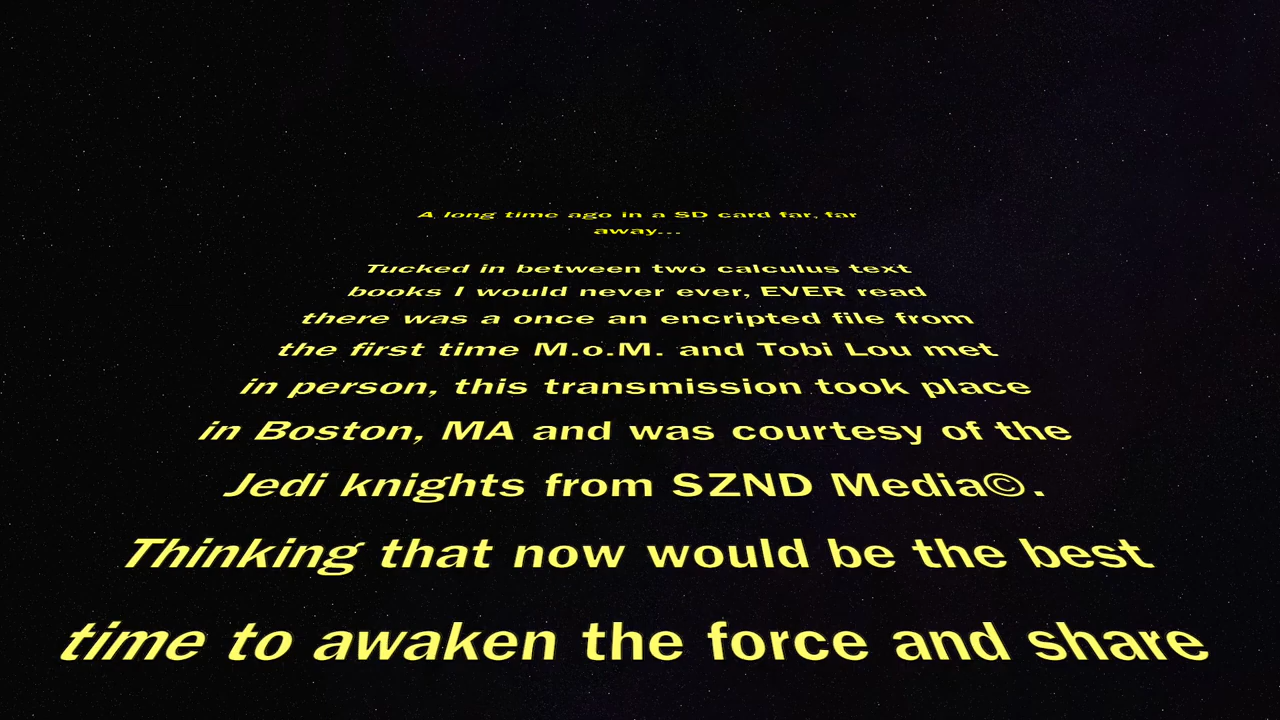 A long time ago in a SD card far, far
away...
Tucked in between two calculus text
books I would never ever, EVER read
there was a once an encripted file from
the first time M.o.M. and Tobi Lou met
in person, this transmission took place
in Boston, MA and was courtesy of the
Jedi knights from SZND Media©.
Thinking that now would be the best
time to awaken the force and share